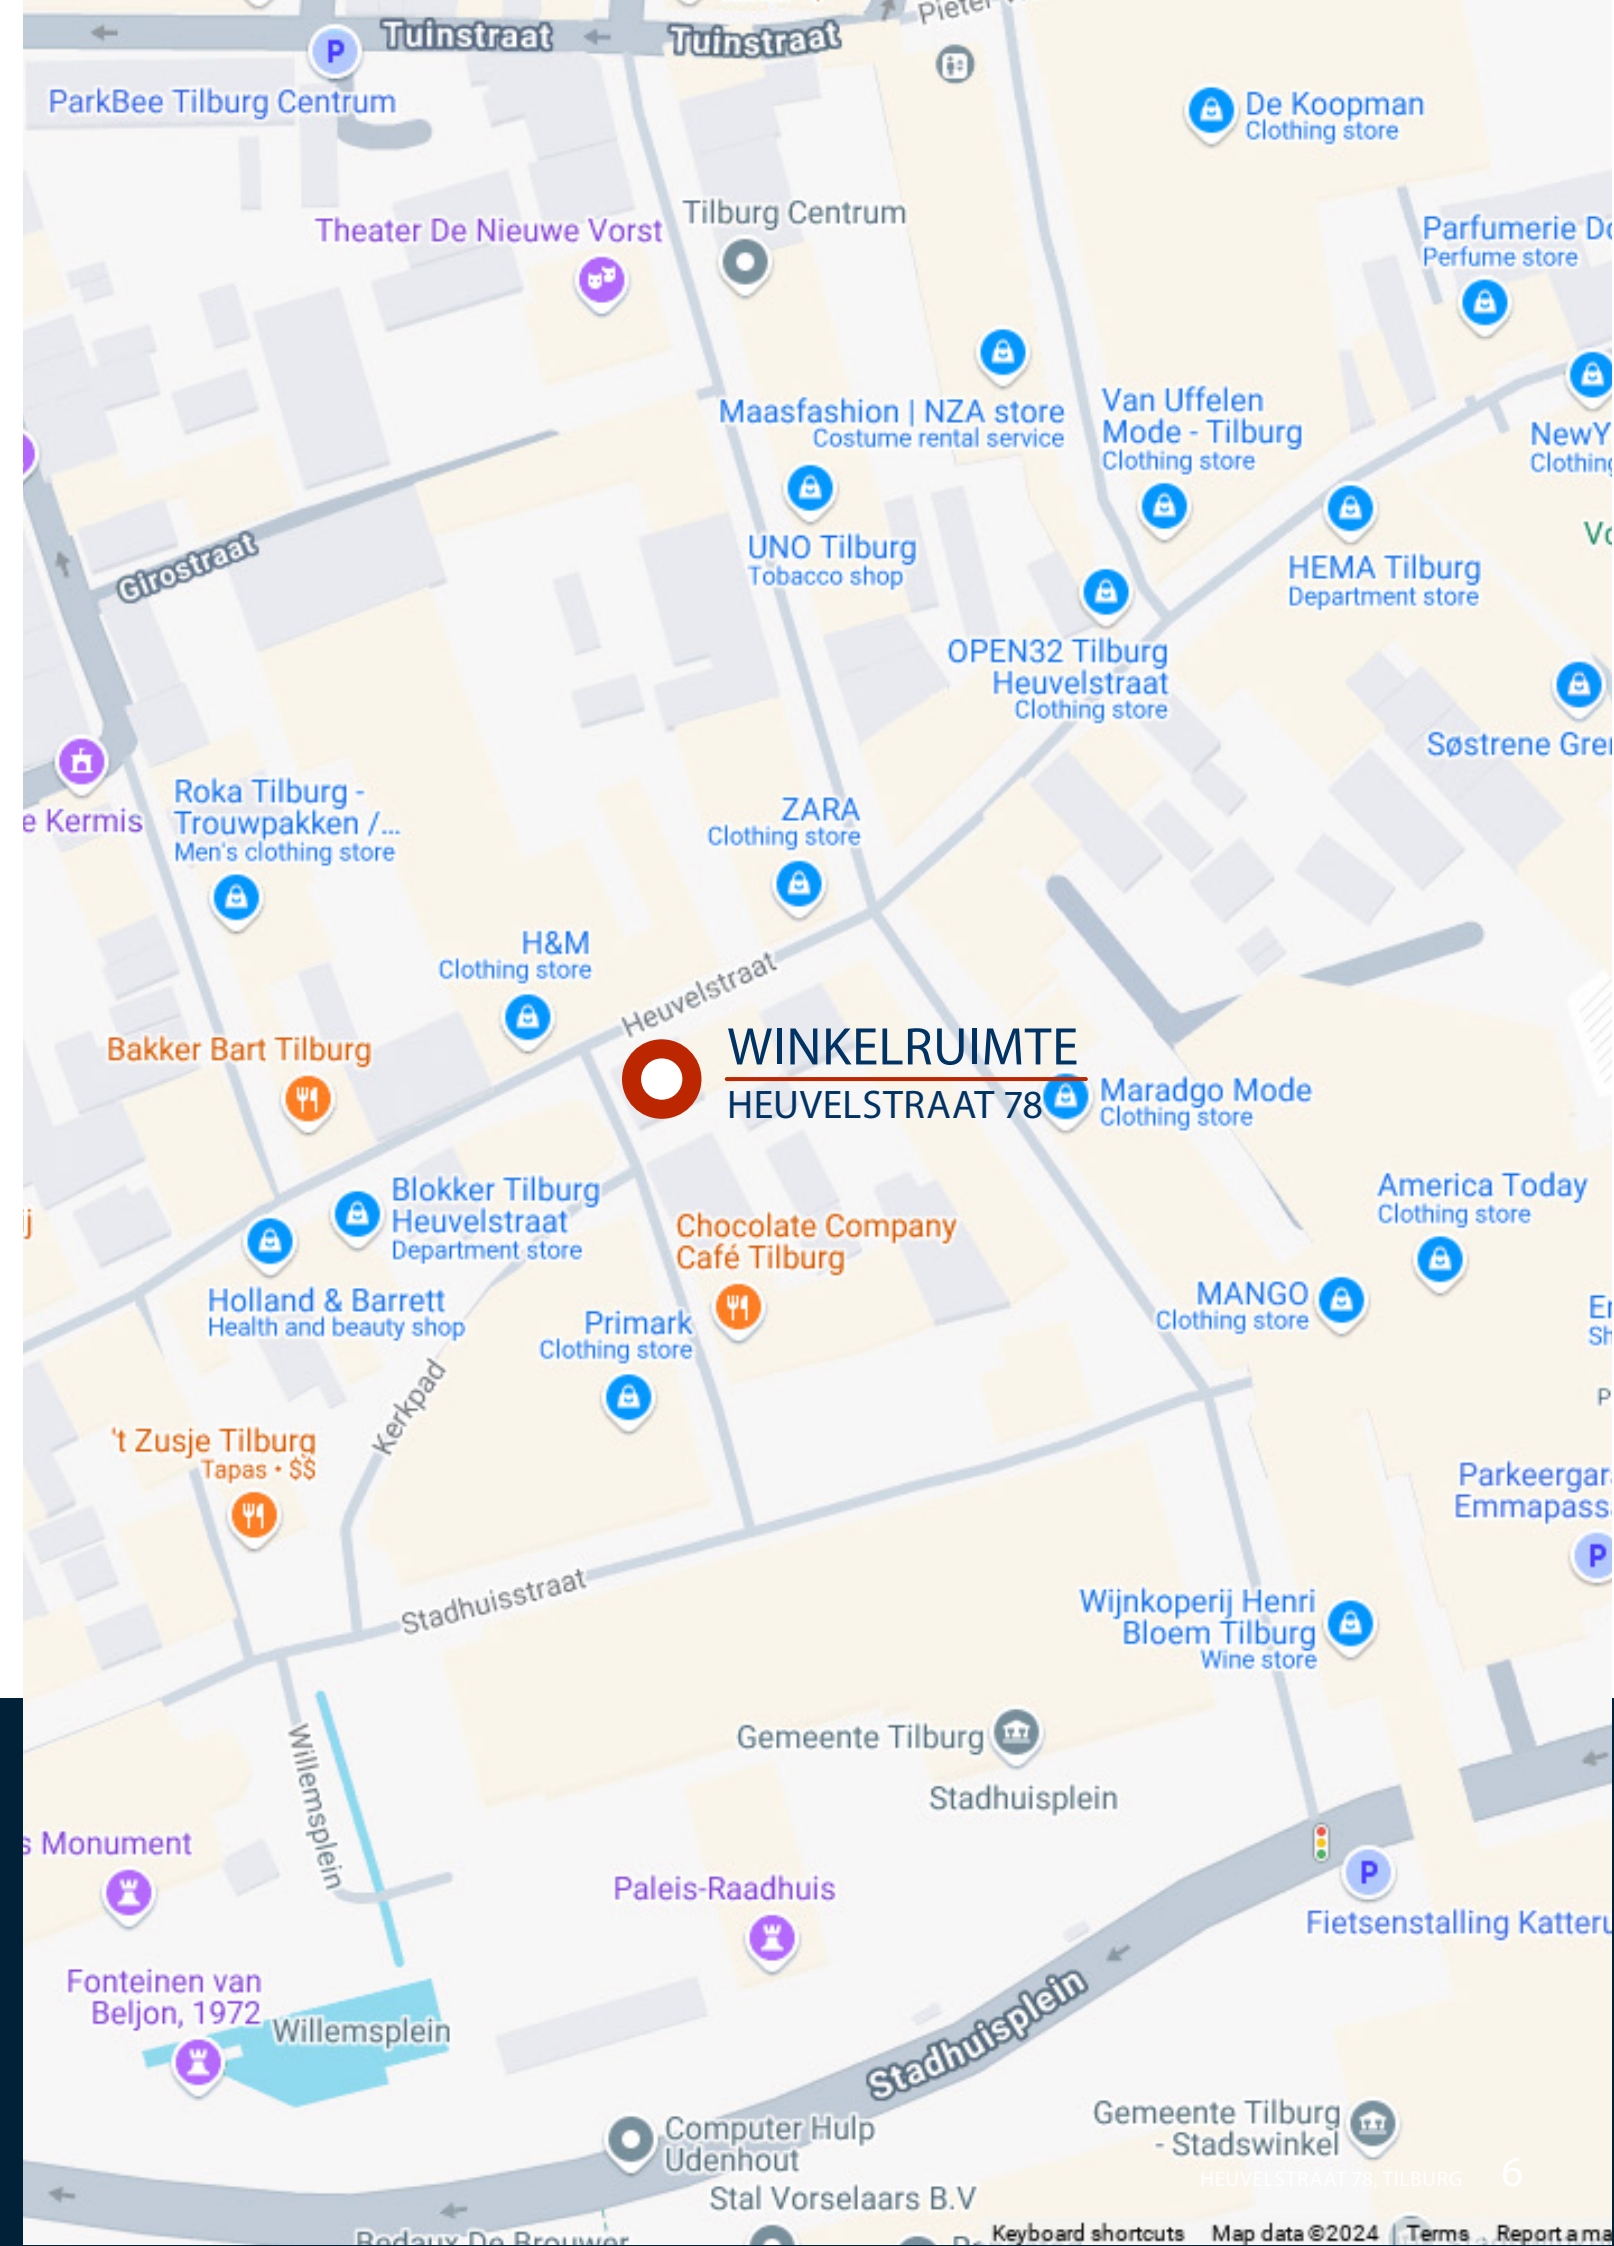 Tuinstraat
Tuinstraat
ParkBee Tilburg Centrum
De Koopman
Clothing store
Theater De Nieuwe Vorst
Tilburg Centrum
Parfumerie
Perfume store
Maasfashion | NZA store
Costume rental service
Van Uffelen
Mode - Tilburg
Clothing store
UNO Tilburg
Tobacco shop
HEMA Tilburg
Department store
Girostraat
OPEN32 Tilburg
Heuvelstraat
Clothing store
Søstrene
e Kermis
Roka Tilburg -
Trouwpakken /...
Men's clothing store
ZARA
Clothing store
H&M
Clothing store
Heuvelstraat
WINKELRUIMTE
HEUVELSTRAAT 78
Bakker Bart Tilburg
Maradgo Mode
Clothing store
Blokker Tilburg
Heuvelstraat
Department store
America Today
Clothing store
Chocolate Company
Café Tilburg
Holland & Barrett
Health and beauty shop
MANGO
Clothing store
Primark
Clothing store
Kerkpad
't Zusje Tilburg
Tapas • $$
Stadhuisstraat
Wijnkoperij Henri
Bloem Tilburg
Wine store
Willemsplein
Gemeente Tilburg
Stadhuisplein
s Monument
Paleis-Raadhuis
Fietsenstalling
Fonteinen van
Beljon, 1972
Willemsplein
Stadhuisplein
Computer Hulp
Udenhout
Gemeente Tilburg
- Stadswinkel
HEUVELSTRAAT 78, TILBURG 6
Stal Vorselaars B.V
Keyboard shortcuts Map data ©2024 Terms Report a ma